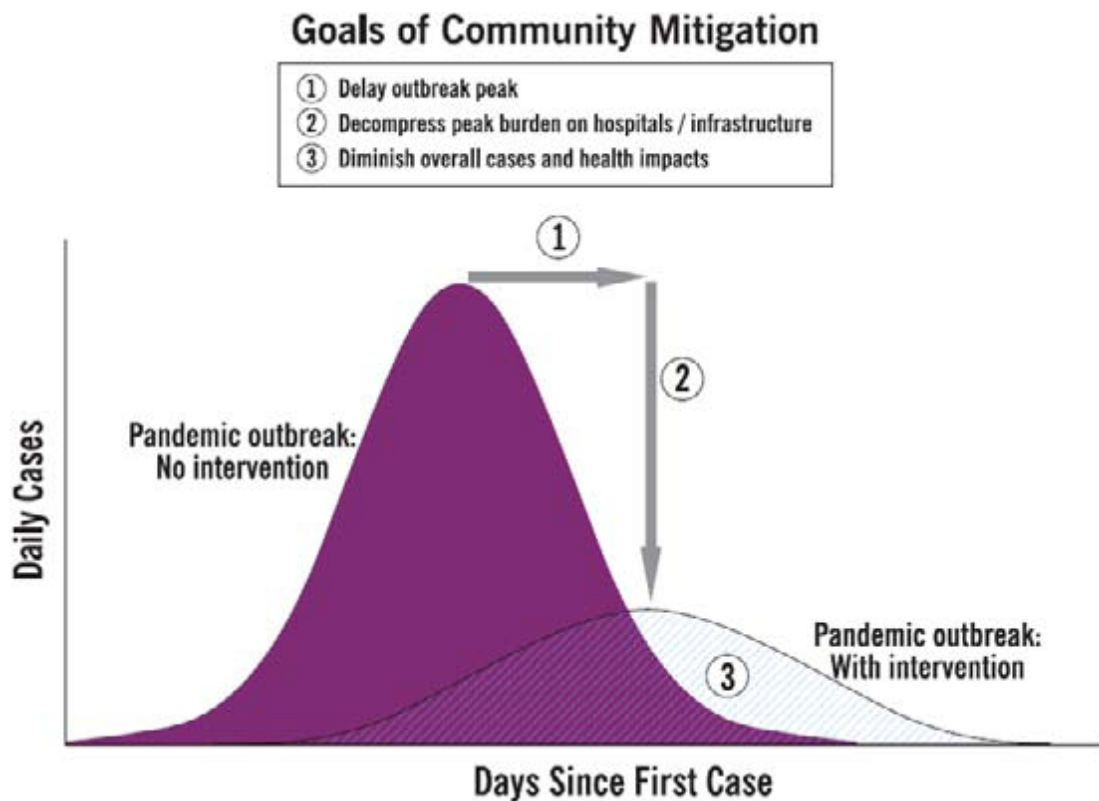 Goals of Community Mitigation
① Delay outbreak peak
② Decompress peak burden on hospitals / infrastructure
③ Diminish overall cases and health impacts
①
②
Pandemic outbreak:
No intervention
Daily Cases
Pandemic outbreak:
With intervention
③
Days Since First Case